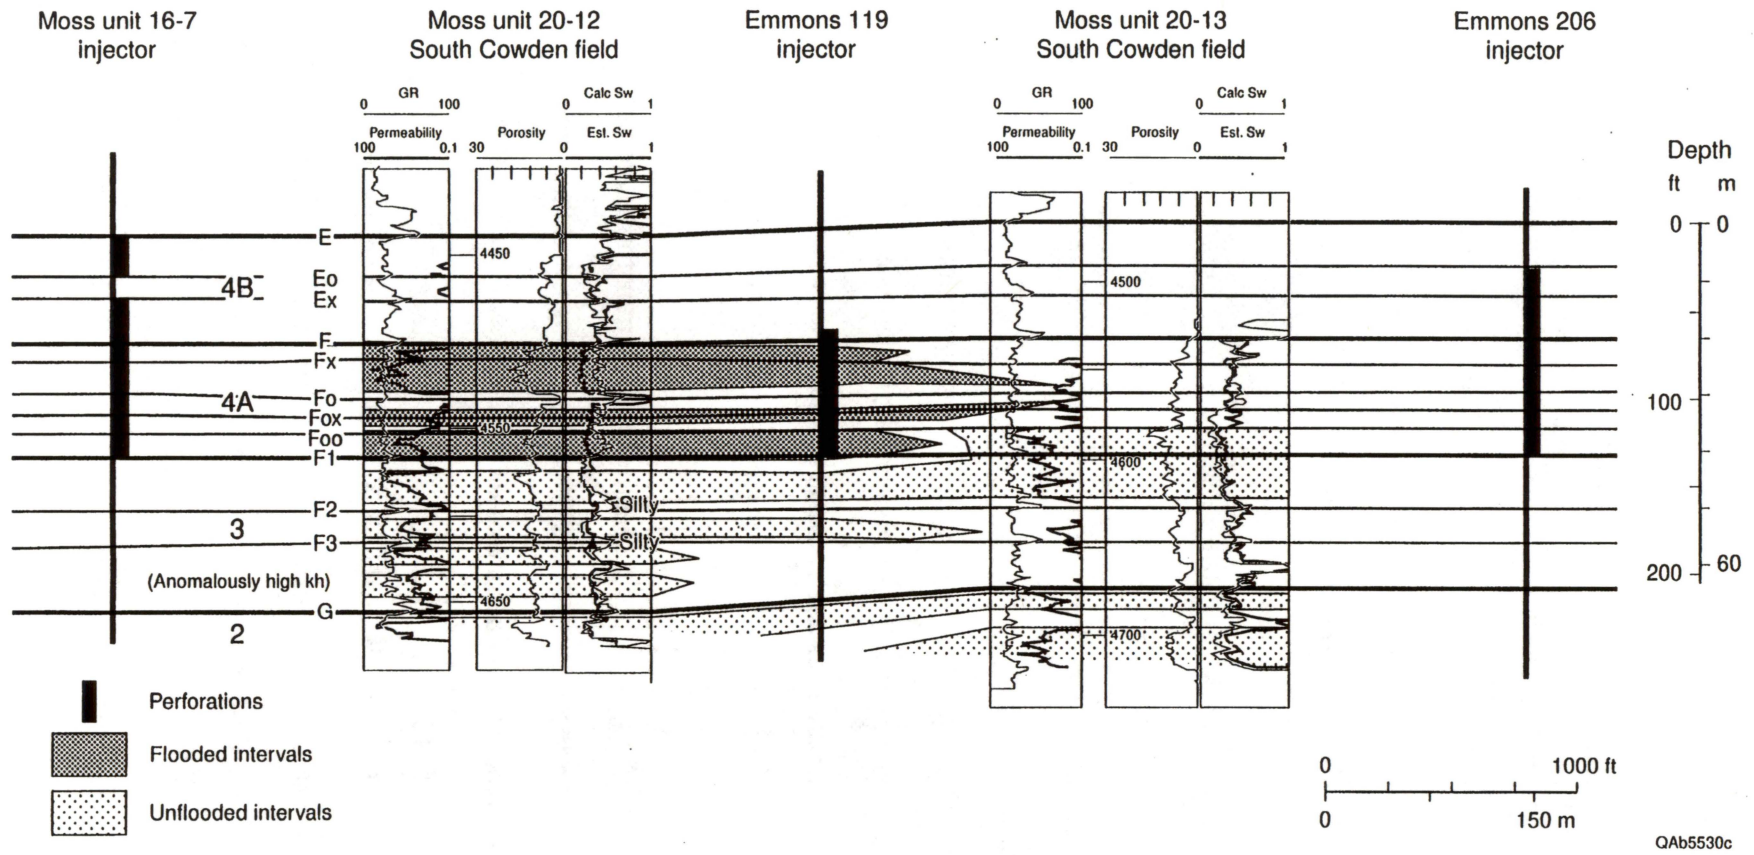 Moss unit 16-7
injector
Moss unit 20-12
South Cowden field
Emmons 119
injector
Moss unit 20-13
South Cowden field
Emmons 206
injector
GR
0 100
Calc Sw
0 1
Permeability
100 0.1
Porosity
30 0
Est. Sw
1
GR
0 100
Calc Sw
0 1
Permeability
100 0.1
Porosity
30 0
Est. Sw
1
Depth
ft m
0 0
100
200
60
E
Eo
Ex
F
Fx
Fo
Fox
Foo
F1
F2
F3
G
4B
4A
3
(Anomalously high kh)
2
4450
4550
4650
Silty
Silty
4500
4600
4700
Perforations
Flooded intervals
Unflooded intervals
0 1000 ft
0 150 m
QAb5530c